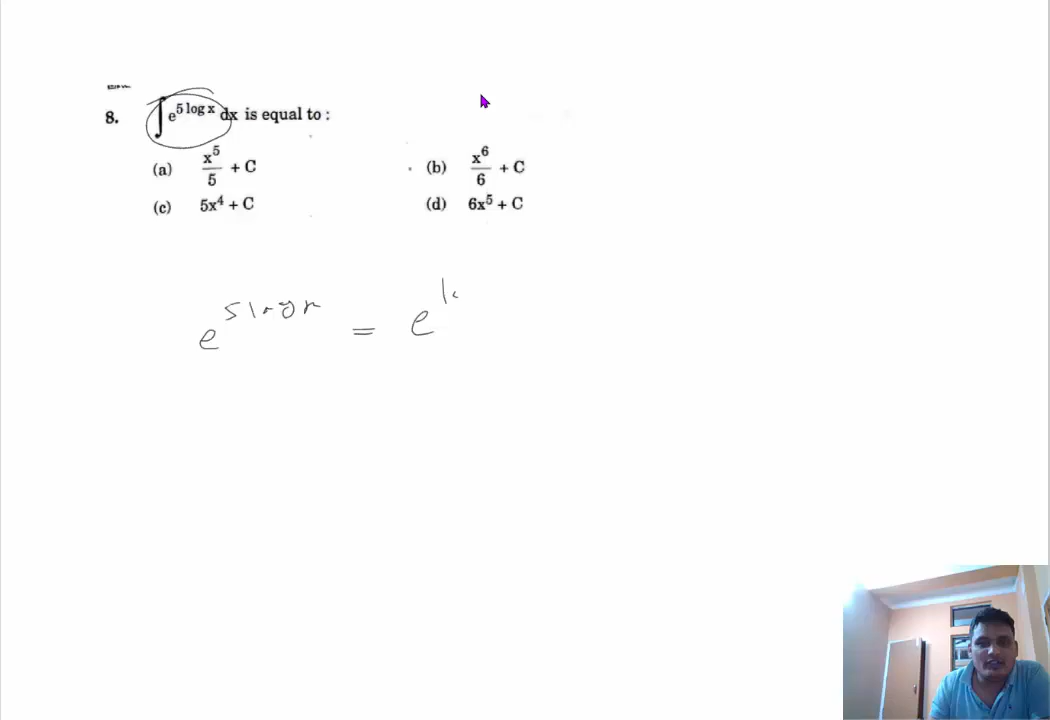 8. ∫ e^{5 log x} dx is equal to :
(a) x^5/5 + C (b) x^6/6 + C
(c) 5x^4 + C (d) 6x^5 + C
e^{5 log x} = e^{l